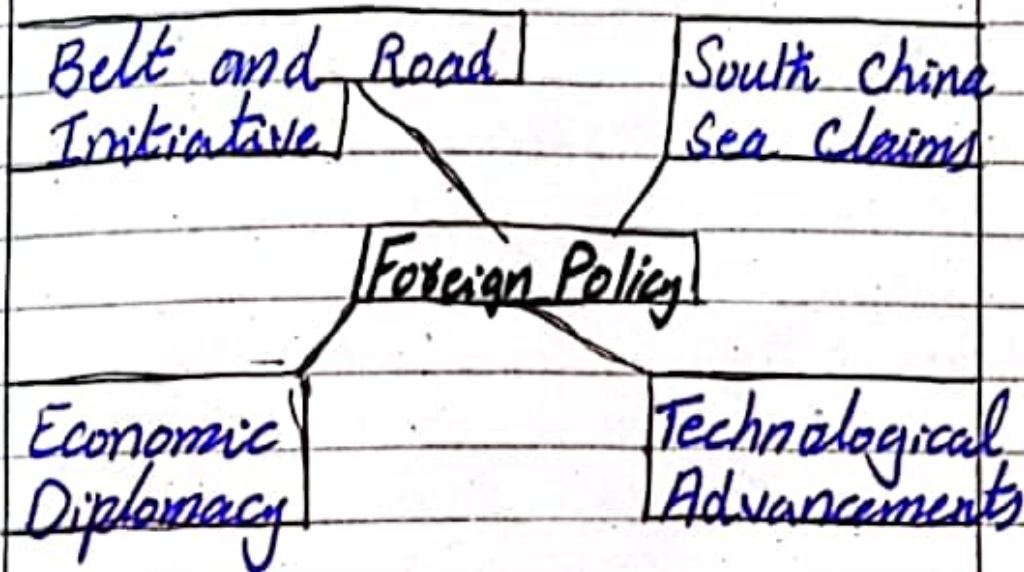 Belt and Road
Initiative
South China
Sea Claims
Foreign Policy
Economic
Diplomacy
Technological
Advancements